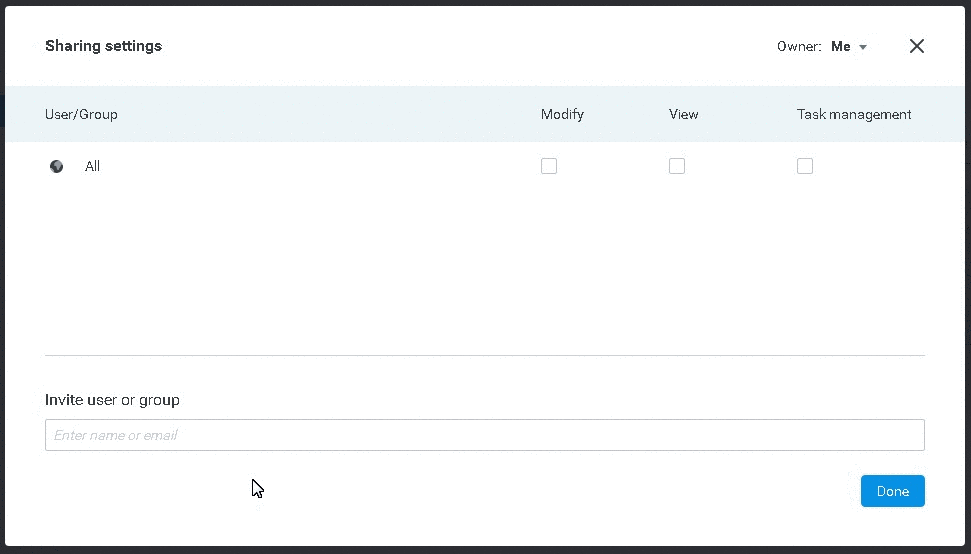 Sharing settings
Owner: Me
User/Group Modify View Task management
All
Invite user or group
Enter name or email
Done